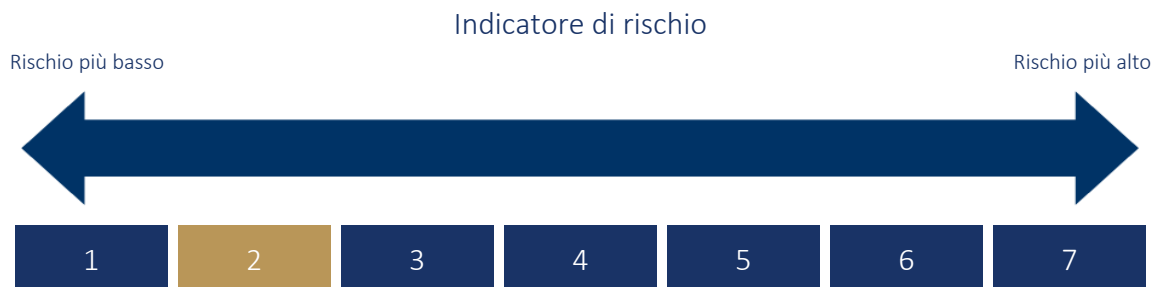 Indicatore di rischio
Rischio più basso Rischio più alto
1 2 3 4 5 6 7